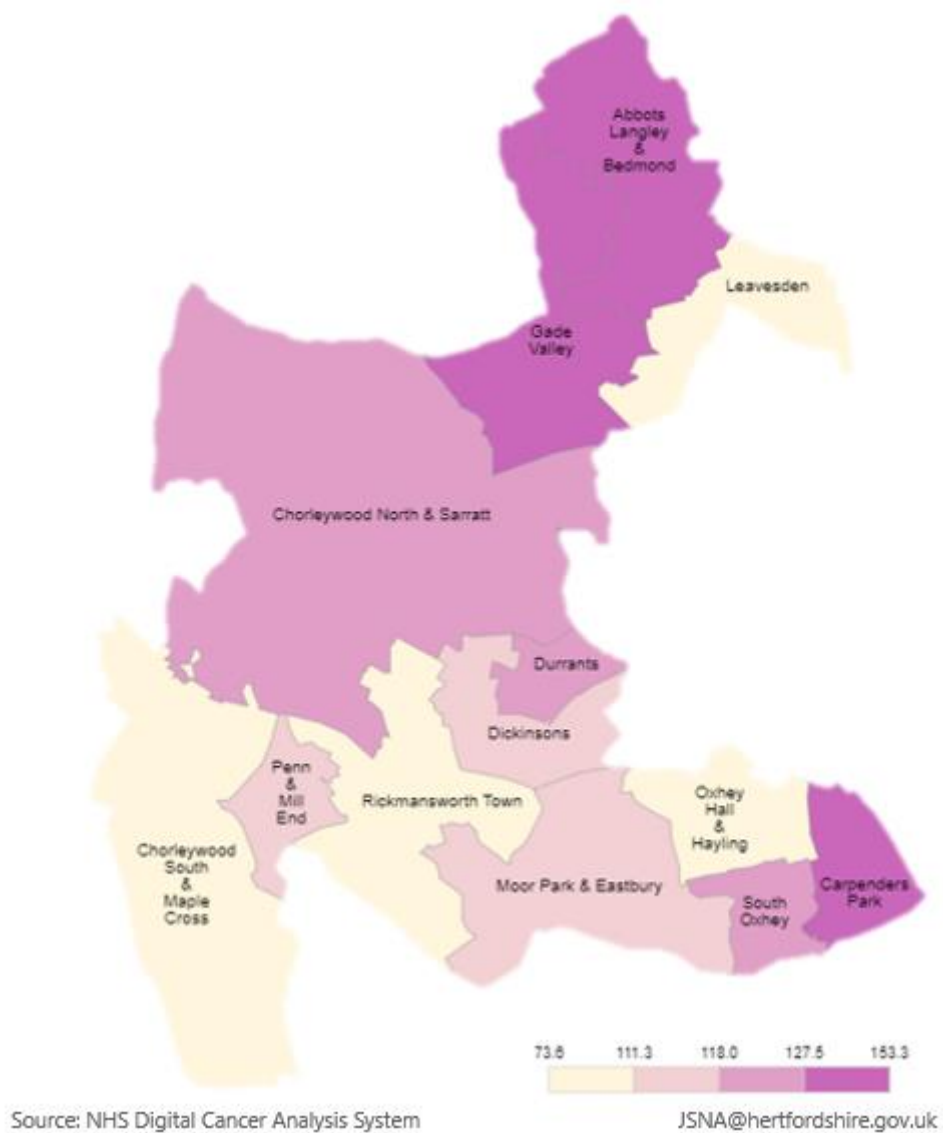 Abbots
Langley
&
Bedmond
Leavesden
Gade
Valley
Chorleywood North & Sarratt
Durrants
Dickinsons
Penn
&
Mill
End
Rickmansworth Town
Oxhey
Hall
&
Hayling
Chorleywood
South
&
Maple
Cross
Moor Park & Eastbury
South
Oxhey
Carpenders
Park
73.6 111.3 118.0 127.5 153.3
Source: NHS Digital Cancer Analysis System
JSNA@hertfordshire.gov.uk